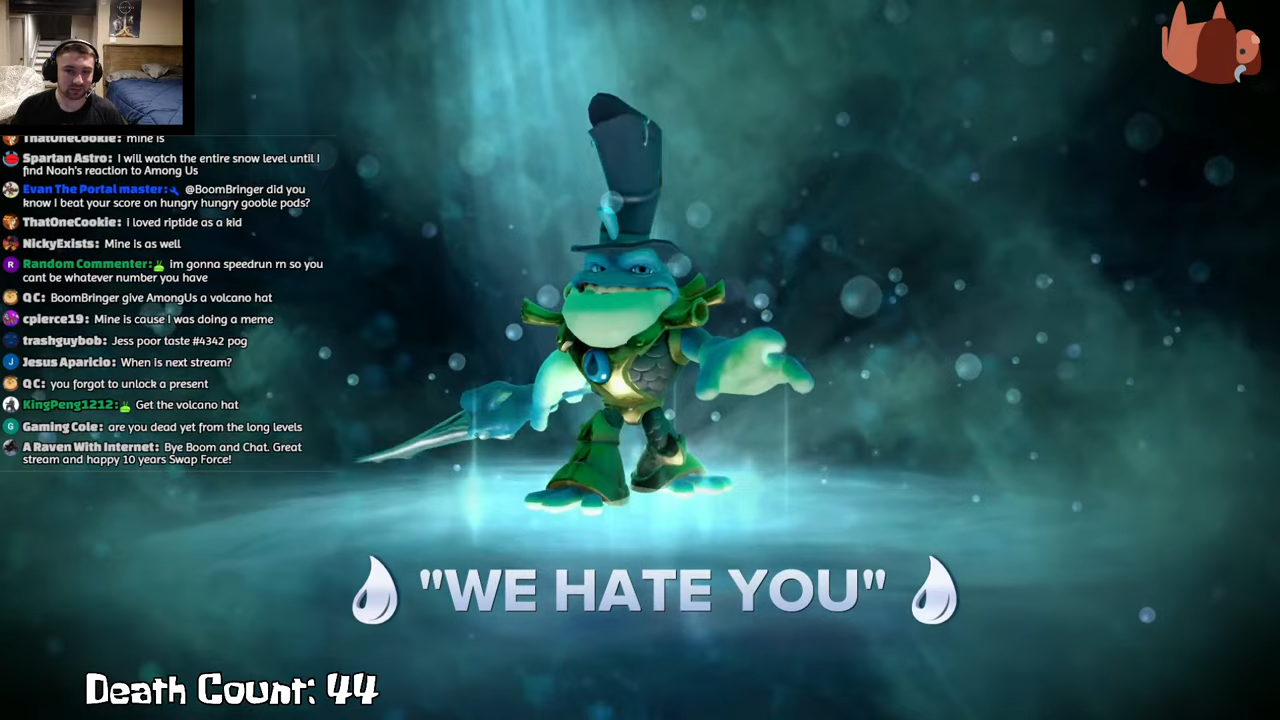 ThatOneCookie: mine is
Spartan Astro: I will watch the entire snow level until I
find Noah's reaction to Among Us
Evan The Portal master: @BoomBringer did you
know I beat your score on hungry hungry gooble pods?
ThatOneCookie: i loved riptide as a kid
NickyExists: Mine is as well
R Random Commenter: im gonna speedrun rn so you
cant be whatever number you have
QC: BoomBringer give AmongUs a volcano hat
cpierce19: Mine is cause I was doing a meme
trashguybob: Jess poor taste #4342 pog
J Jesus Aparicio: When is next stream?
QC: you forgot to unlock a present
KingPeng1212: Get the volcano hat
G Gaming Cole: are you dead yet from the long levels
A Raven With Internet: Bye Boom and Chat. Great
stream and happy 10 years Swap Force!
"WE HATE YOU"
Death Count: 44